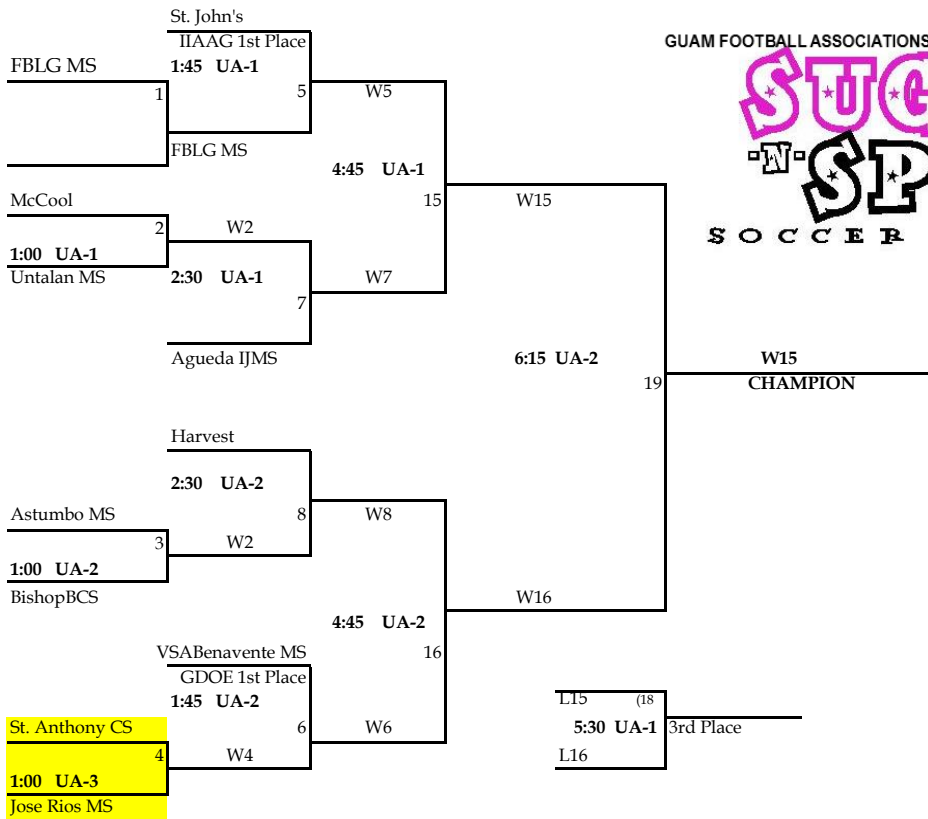 St. John's
IIAAG 1st Place
GUAM FOOTBALL ASSOCIATIONS
FBLG MS
1:45 UA-1
1
5
W5
FBLG MS
4:45 UA-1
-N-
SP
SOCCER
McCool
2
W2
15
W15
1:00 UA-1
Untalan MS
2:30 UA-1
W7
7
Agueda IJMS
6:15 UA-2
W15
19
CHAMPION
Harvest
2:30 UA-2
Astumbo MS
8
W8
3
W2
1:00 UA-2
BishopBCS
W16
4:45 UA-2
VSABenavente MS
16
GDOE 1st Place
1:45 UA-2
L15 (18
St. Anthony CS
6
W6
5:30 UA-1 3rd Place
4
W4
L16
1:00 UA-3
Jose Rios MS